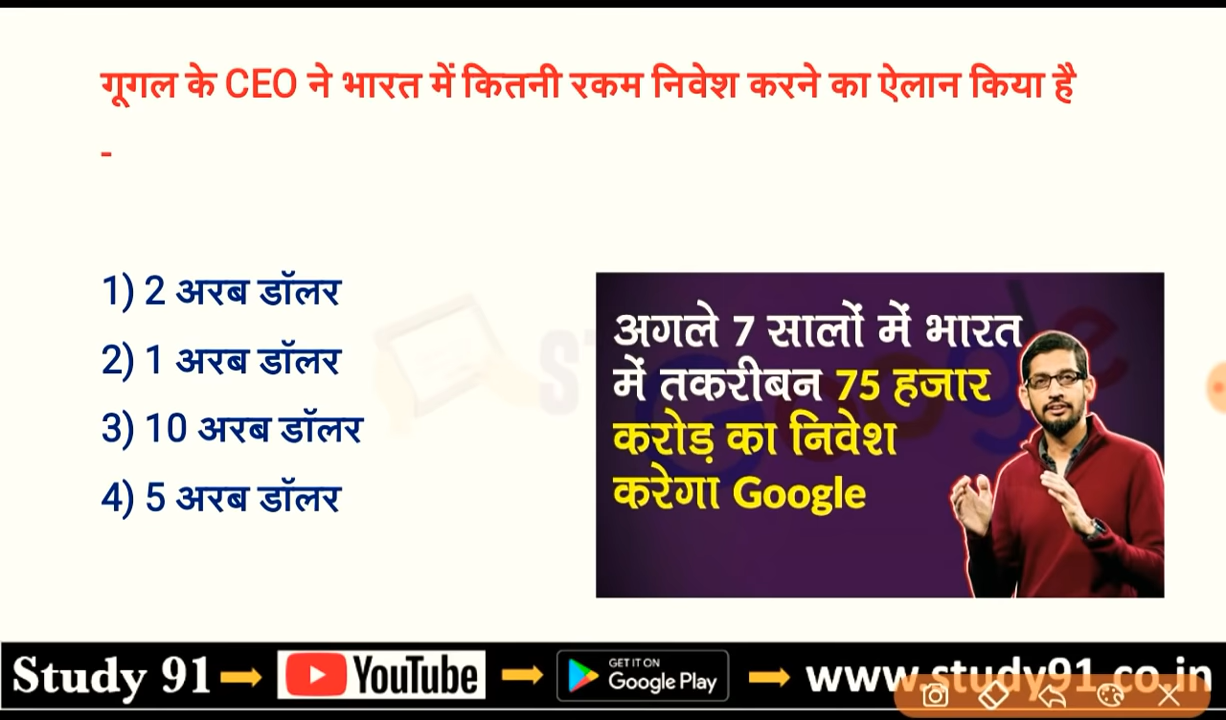 गूगल के CEO ने भारत में कितनी रकम निवेश करने का ऐलान किया है
-
1) 2 अरब डॉलर
2) 1 अरब डॉलर
3) 10 अरब डॉलर
4) 5 अरब डॉलर
अगले 7 सालों में भारत
में तकरीबन 75 हजार
करोड़ का निवेश
करेगा Google
Study 91 YouTube GET IT ON Google Play www.study91.co.in